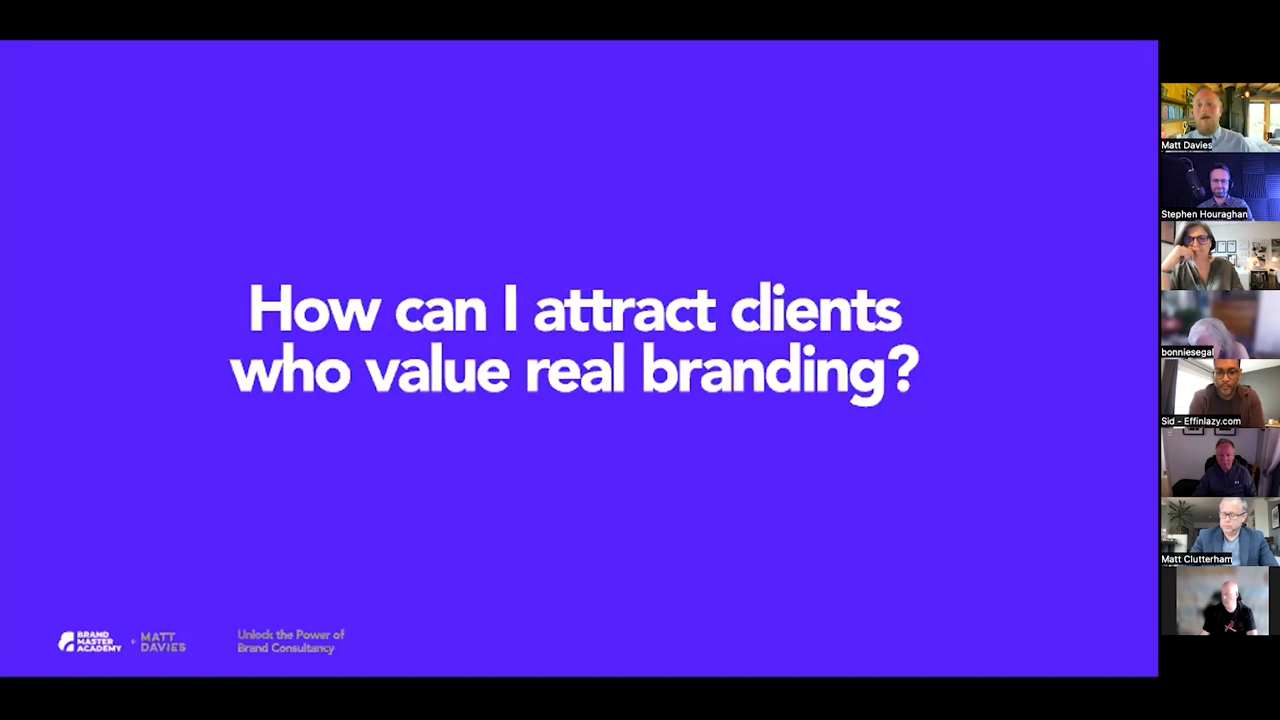 How can I attract clients
who value real branding?
BRAND
MASTER
ACADEMY
+
MATT
DAVIES
Unlock the Power of
Brand Consultancy
Matt Davies
Stephen Houraghan
bonniesegal
Sid - Effinlazy.com
Matt Clutterham